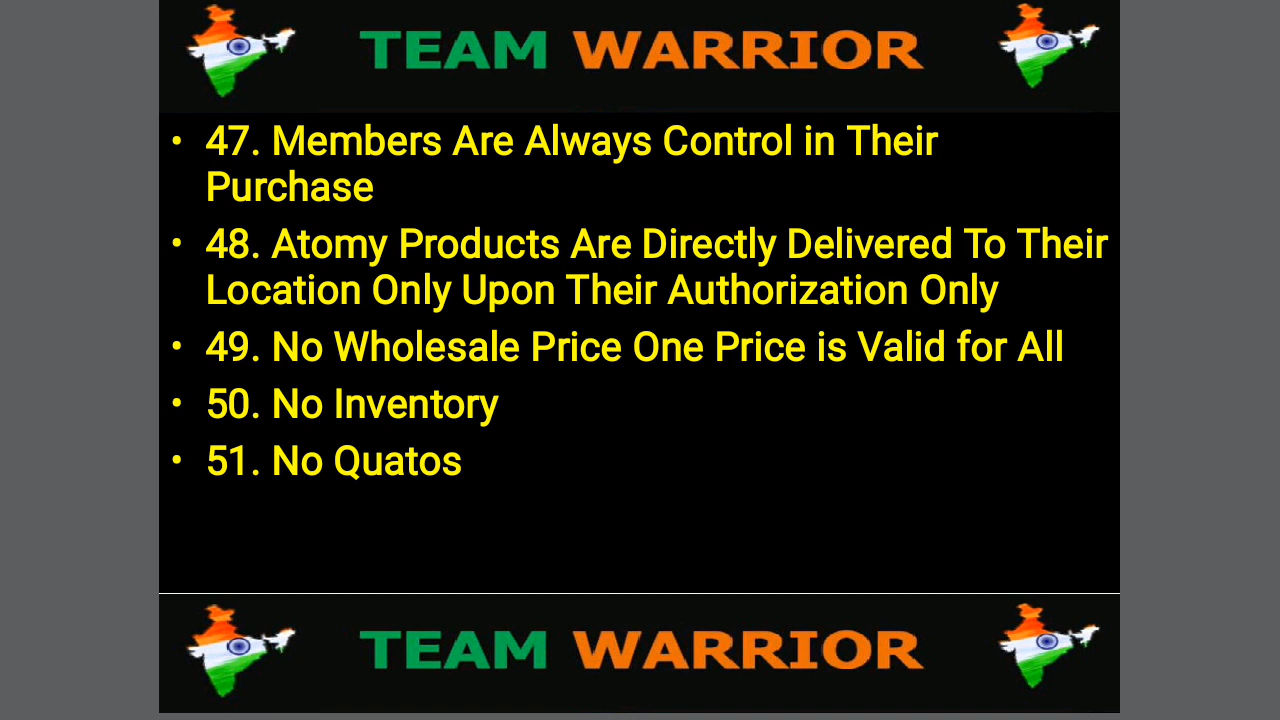 TEAM WARRIOR
• 47. Members Are Always Control in Their
Purchase
• 48. Atomy Products Are Directly Delivered To Their
Location Only Upon Their Authorization Only
• 49. No Wholesale Price One Price is Valid for All
• 50. No Inventory
• 51. No Quatos
TEAM WARRIOR